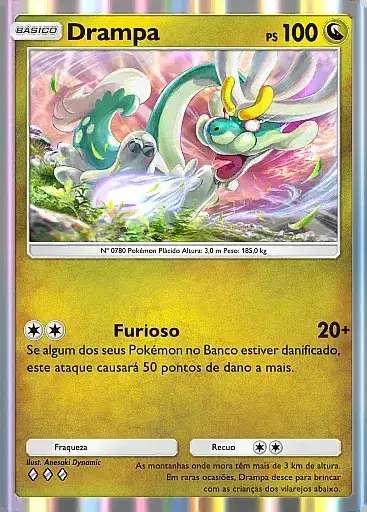 BÁSICO Drampa PS 100
Nº 0780 Pokémon Plácido Altura: 3,0 m Peso: 185,0 kg
Furioso 20+
Se algum dos seus Pokémon no Banco estiver danificado,
este ataque causará 50 pontos de dano a mais.
Fraqueza Recuo
Ilust. Anesaki Dynamic
As montanhas onde mora têm mais de 3 km de altura.
Em raras ocasiões, Drampa desce para brincar
com as crianças dos vilarejos abaixo.